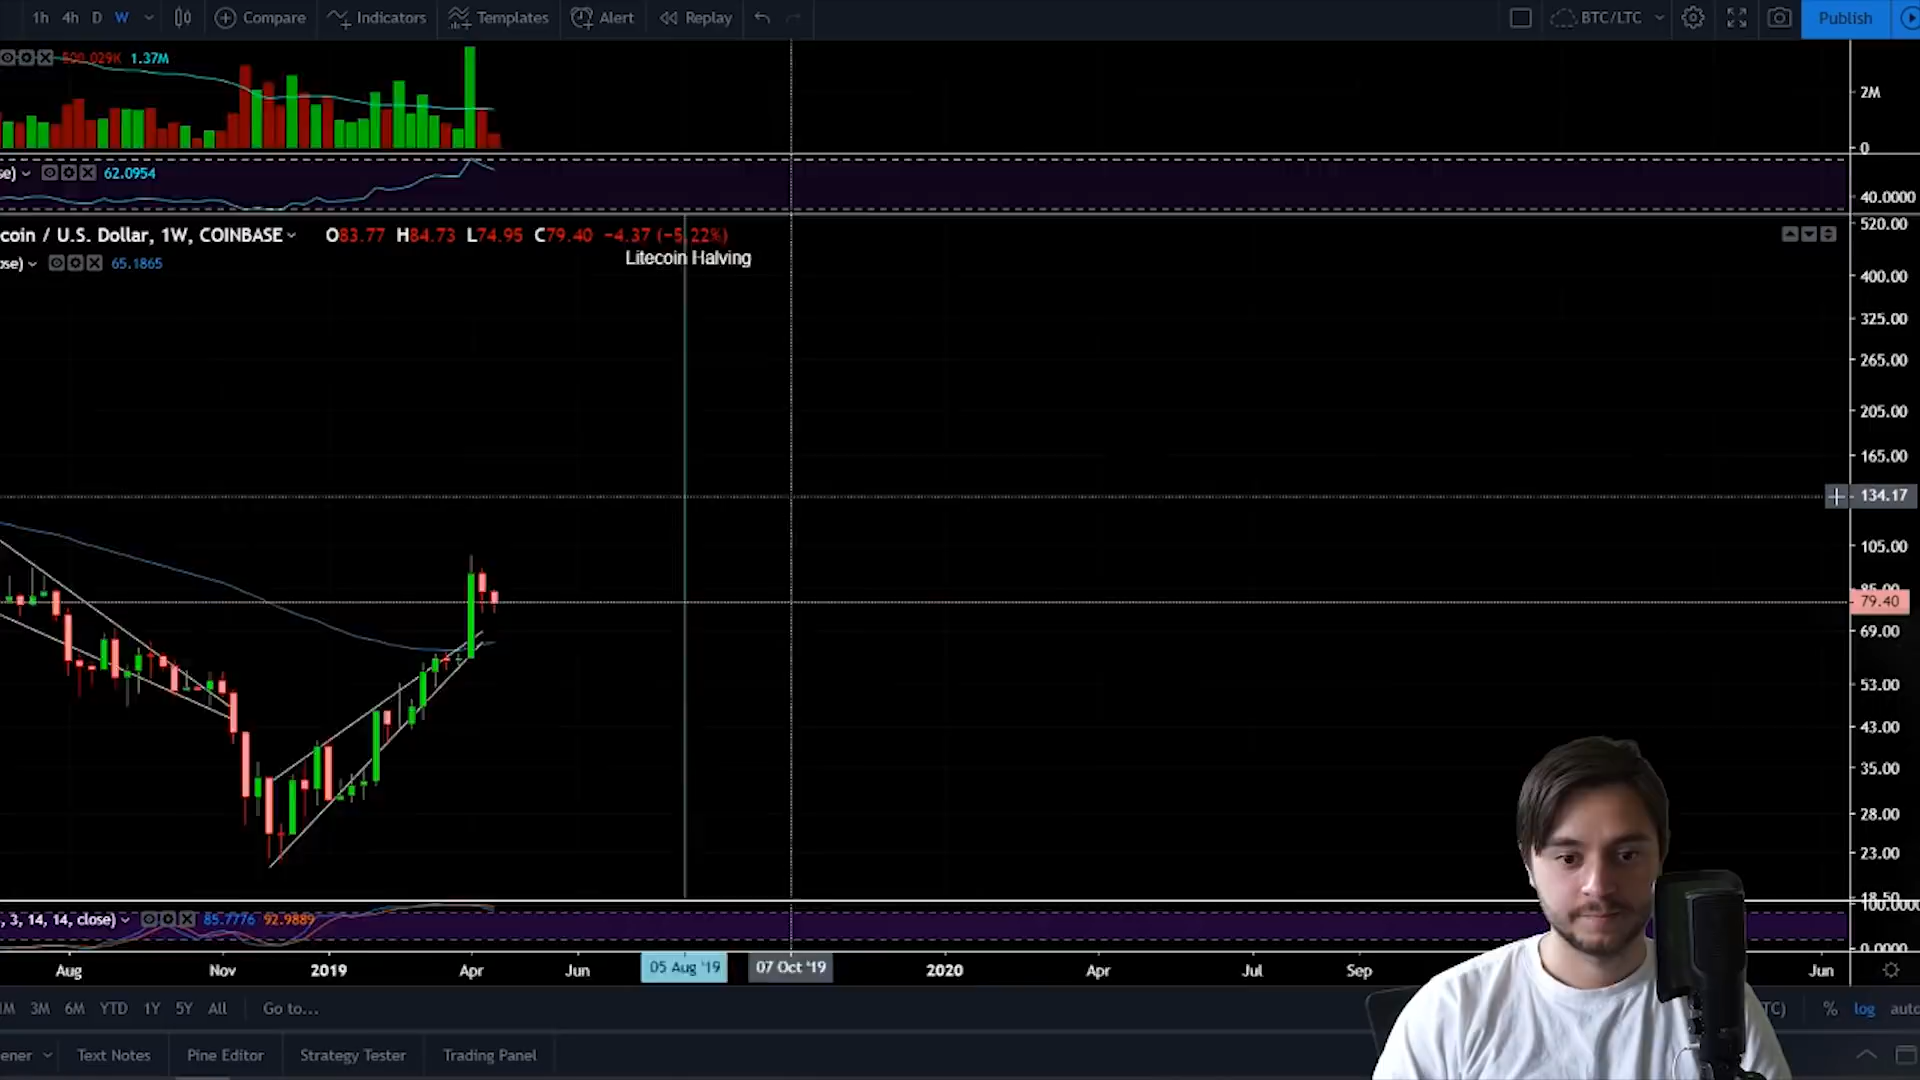 1h 4h D W Compare Indicators Templates Alert Replay BTC/LTC Publish
500.029K 1.37M
2M
0
se) 62.0954
40.0000
coin / U.S. Dollar, 1W, COINBASE O83.77 H84.73 L74.95 C79.40 −4.37 (−5.22%)
520.00
Litecoin Halving
ose) 65.1865
400.00
325.00
265.00
205.00
165.00
134.17
105.00
85.00
79.40
69.00
53.00
43.00
35.00
28.00
23.00
18.50
100.0000
, 3, 14, 14, close) 85.7776 92.9889
0.0000
Aug Nov 2019 Apr Jun 05 Aug '19 07 Oct '19 2020 Apr Jul Sep Jun
1M 3M 6M YTD 1Y 5Y All Go to... TC) % log auto
ener Text Notes Pine Editor Strategy Tester Trading Panel